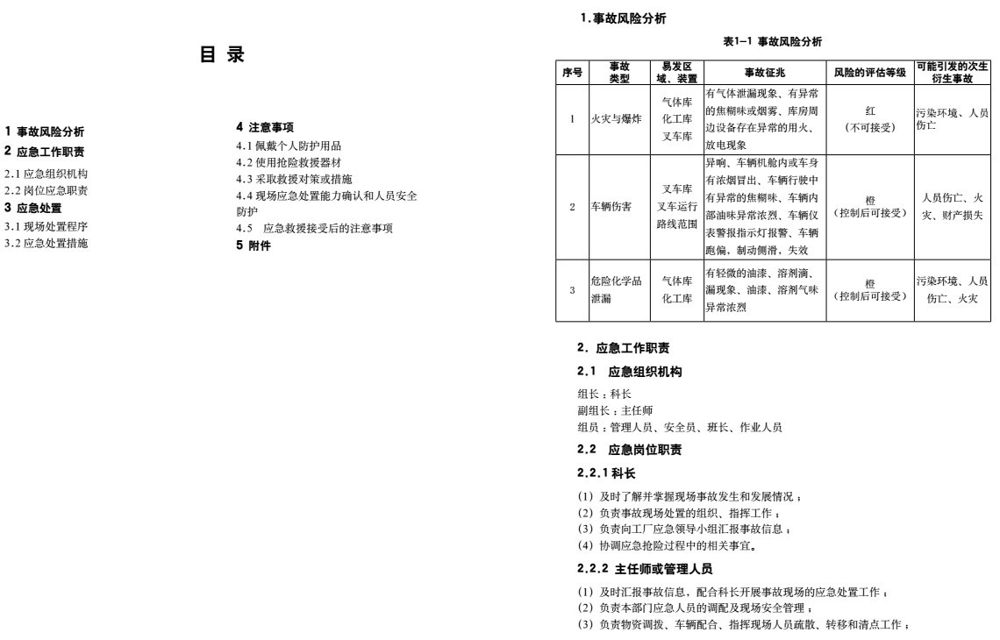 目 录
1 事故风险分析
2 应急工作职责
2.1 应急组织机构
2.2 岗位应急职责
3 应急处置
3.1 现场处置程序
3.2 应急处置措施
4 注意事项
4.1 佩戴个人防护用品
4.2 使用抢险救援器材
4.3 采取救援对策或措施
4.4 现场应急处置能力确认和人员安全
防护
4.5 应急救援接受后的注意事项
5 附件
1.事故风险分析
表1-1 事故风险分析
序号
事故
类型
易发区
域、装置
事故征兆
风险的评估等级
可能引发的次生
衍生事故
1
火灾与爆炸
气体库
化工库
叉车库
有气体泄漏现象、有异常
的焦糊味或烟雾、库房周
边设备存在异常的用火、
放电现象
红
（不可接受）
污染环境、人员
伤亡
2
车辆伤害
叉车库
叉车运行
路线范围
异响、车辆机舱内或车身
有浓烟冒出、车辆行驶中
有异常的焦糊味、车辆内
部油味异常浓烈、车辆仪
表警报指示灯报警、车辆
跑偏，制动侧滑，失效
橙
（控制后可接受）
人员伤亡、火
灾、财产损失
3
危险化学品
泄漏
气体库
化工库
有轻微的油漆、溶剂滴、
漏现象、油漆、溶剂气味
异常浓烈
橙
（控制后可接受）
污染环境、人员
伤亡、火灾
2. 应急工作职责
2.1 应急组织机构
组长：科长
副组长：主任师
组员：管理人员、安全员、班长、作业人员
2.2 应急岗位职责
2.2.1 科长
（1）及时了解并掌握现场事故发生和发展情况；
（2）负责事故现场处置的组织、指挥工作；
（3）负责向工厂应急领导小组汇报事故信息；
（4）协调应急抢险过程中的相关事宜。
2.2.2 主任师或管理人员
（1）及时汇报事故信息，配合科长开展事故现场的应急处置工作；
（2）负责本部门应急人员的调配及现场安全管理；
（3）负责物资调拨、车辆配合、指挥现场人员疏散、转移和清点工作；